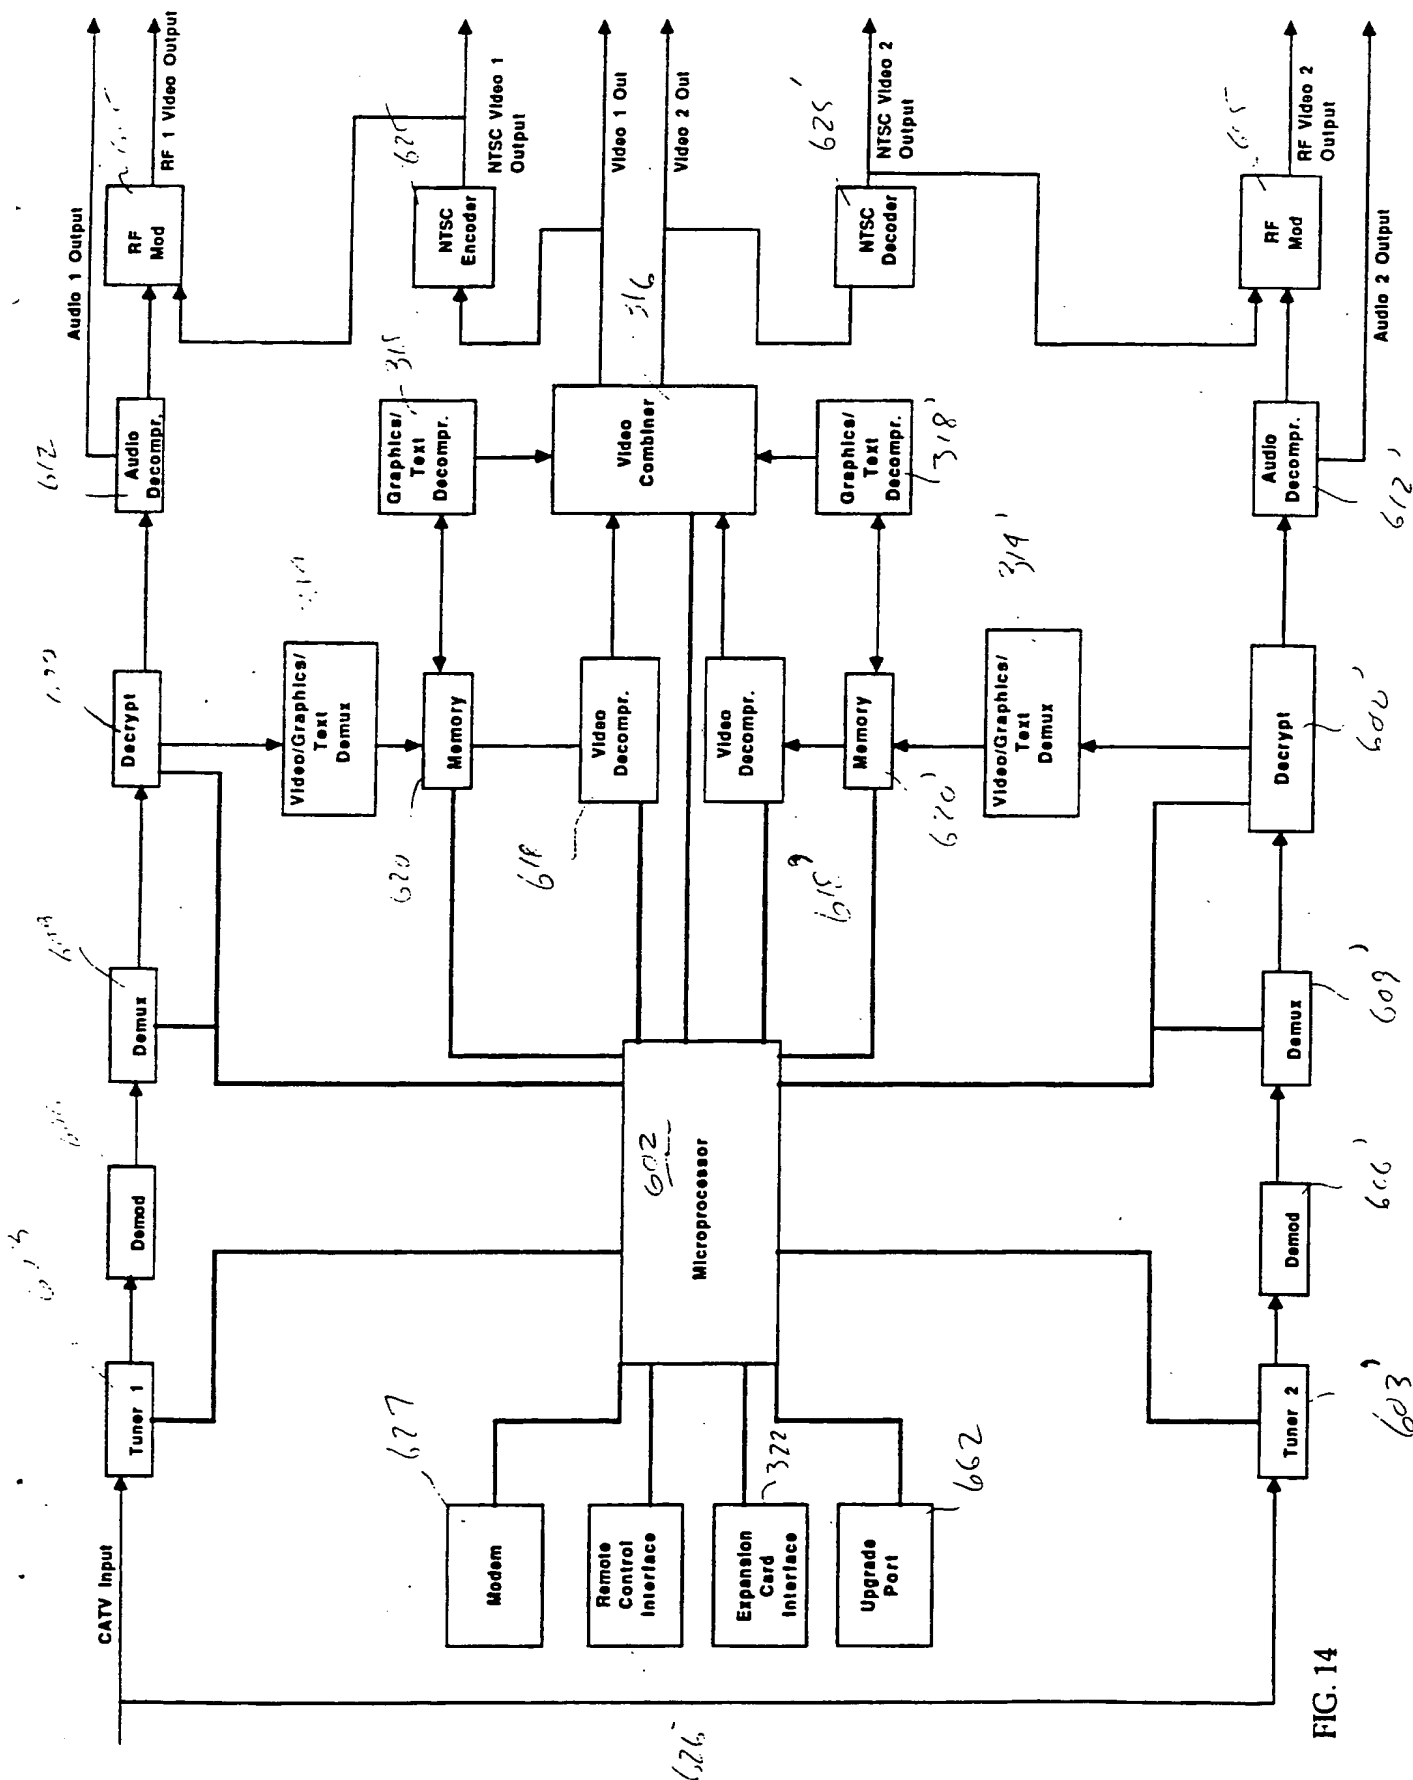 CATV Input
Tuner 1
Demod
Demux
Decrypt
Audio
Decompr.
612
RF
Mod
Audio 1 Output
RF 1 Video Output
Video/Graphics/
Text
Demux
Memory
620
Graphics/
Text
Decompr.
315
NTSC
Encoder
625
NTSC Video 1
Output
Video
Decompr.
618
Video
Combiner
316
Video 1 Out
Video 2 Out
Modem
627
Remote
Control
Interface
Expansion
Card
Interface
322
Upgrade
Port
662
Microprocessor
602
Video
Decompr.
618'
Memory
620'
Graphics/
Text
Decompr.
318'
NTSC
Decoder
625'
NTSC Video 2
Output
Video/Graphics/
Text
Demux
314'
626
Tuner 2
603'
Demod
606'
Demux
609'
Decrypt
600'
Audio
Decompr.
612'
RF
Mod
RF Video 2
Output
Audio 2 Output
FIG. 14